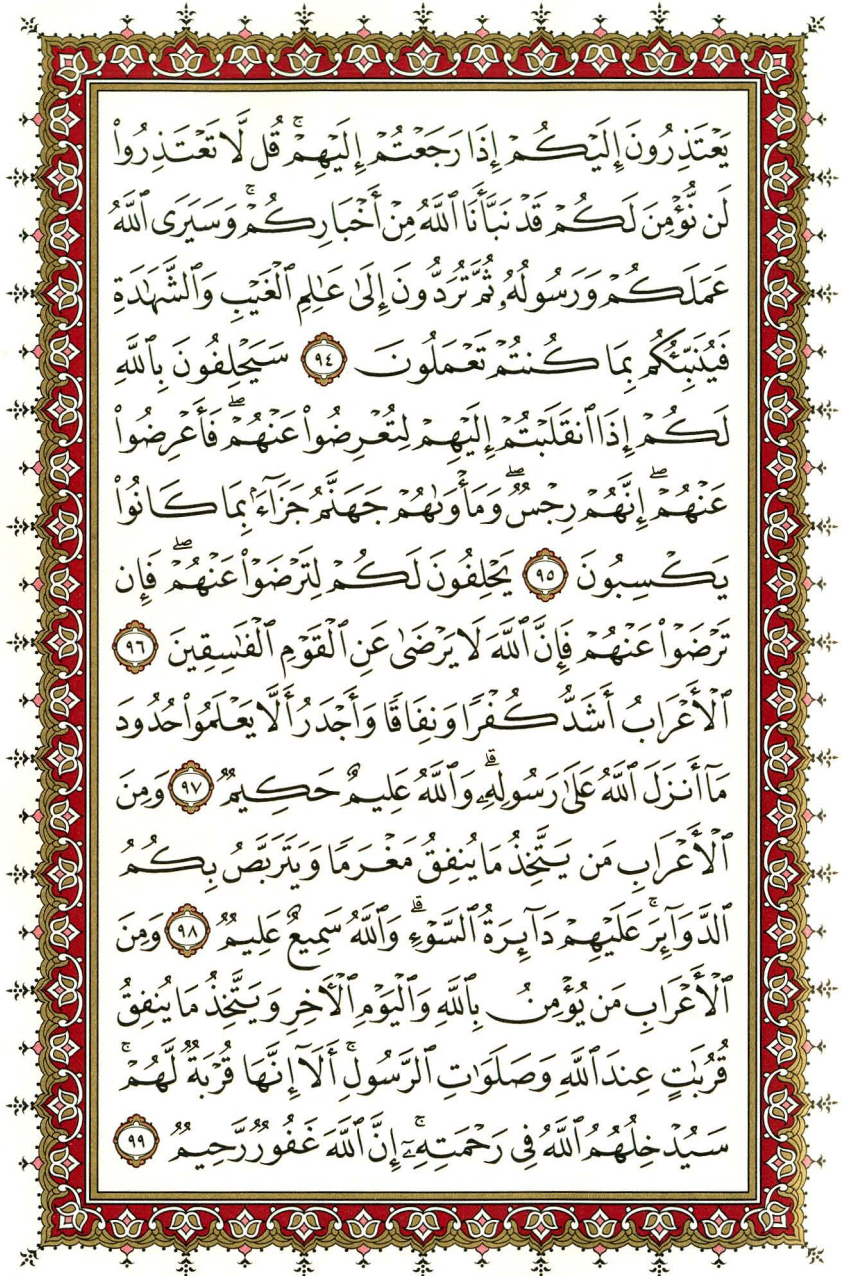 يَعْتَذِرُونَ إِلَيْكُمْ إِذَا رَجَعْتُمْ إِلَيْهِمْ ۚ قُل لَّا تَعْتَذِرُوا۟
لَن نُّؤْمِنَ لَكُمْ قَدْ نَبَّأَنَا ٱللَّهُ مِنْ أَخْبَارِكُمْ ۚ وَسَيَرَى ٱللَّهُ
عَمَلَكُمْ وَرَسُولُهُۥ ثُمَّ تُرَدُّونَ إِلَىٰ عَـٰلِمِ ٱلْغَيْبِ وَٱلشَّهَـٰدَةِ
فَيُنَبِّئُكُم بِمَا كُنتُمْ تَعْمَلُونَ ٩٤ سَيَحْلِفُونَ بِٱللَّهِ
لَكُمْ إِذَا ٱنقَلَبْتُمْ إِلَيْهِمْ لِتُعْرِضُوا۟ عَنْهُمْ ۖ فَأَعْرِضُوا۟
عَنْهُمْ ۖ إِنَّهُمْ رِجْسٌ ۖ وَمَأْوَىٰهُمْ جَهَنَّمُ جَزَآءًۢ بِمَا كَانُوا۟
يَكْسِبُونَ ٩٥ يَحْلِفُونَ لَكُمْ لِتَرْضَوْا۟ عَنْهُمْ ۖ فَإِن
تَرْضَوْا۟ عَنْهُمْ فَإِنَّ ٱللَّهَ لَا يَرْضَىٰ عَنِ ٱلْقَوْمِ ٱلْفَـٰسِقِينَ ٩٦
ٱلْأَعْرَابُ أَشَدُّ كُفْرًا وَنِفَاقًا وَأَجْدَرُ أَلَّا يَعْلَمُوا۟ حُدُودَ
مَآ أَنزَلَ ٱللَّهُ عَلَىٰ رَسُولِهِۦ ۗ وَٱللَّهُ عَلِيمٌ حَكِيمٌ ٩٧ وَمِنَ
ٱلْأَعْرَابِ مَن يَتَّخِذُ مَا يُنفِقُ مَغْرَمًا وَيَتَرَبَّصُ بِكُمُ
ٱلدَّوَآئِرَ ۚ عَلَيْهِمْ دَآئِرَةُ ٱلسَّوْءِ ۗ وَٱللَّهُ سَمِيعٌ عَلِيمٌ ٩٨ وَمِنَ
ٱلْأَعْرَابِ مَن يُؤْمِنُ بِٱللَّهِ وَٱلْيَوْمِ ٱلْـَٔاخِرِ وَيَتَّخِذُ مَا يُنفِقُ
قُرُبَـٰتٍ عِندَ ٱللَّهِ وَصَلَوَٰتِ ٱلرَّسُولِ ۚ أَلَآ إِنَّهَا قُرْبَةٌ لَّهُمْ ۚ
سَيُدْخِلُهُمُ ٱللَّهُ فِى رَحْمَتِهِۦٓ ۗ إِنَّ ٱللَّهَ غَفُورٌ رَّحِيمٌ ٩٩